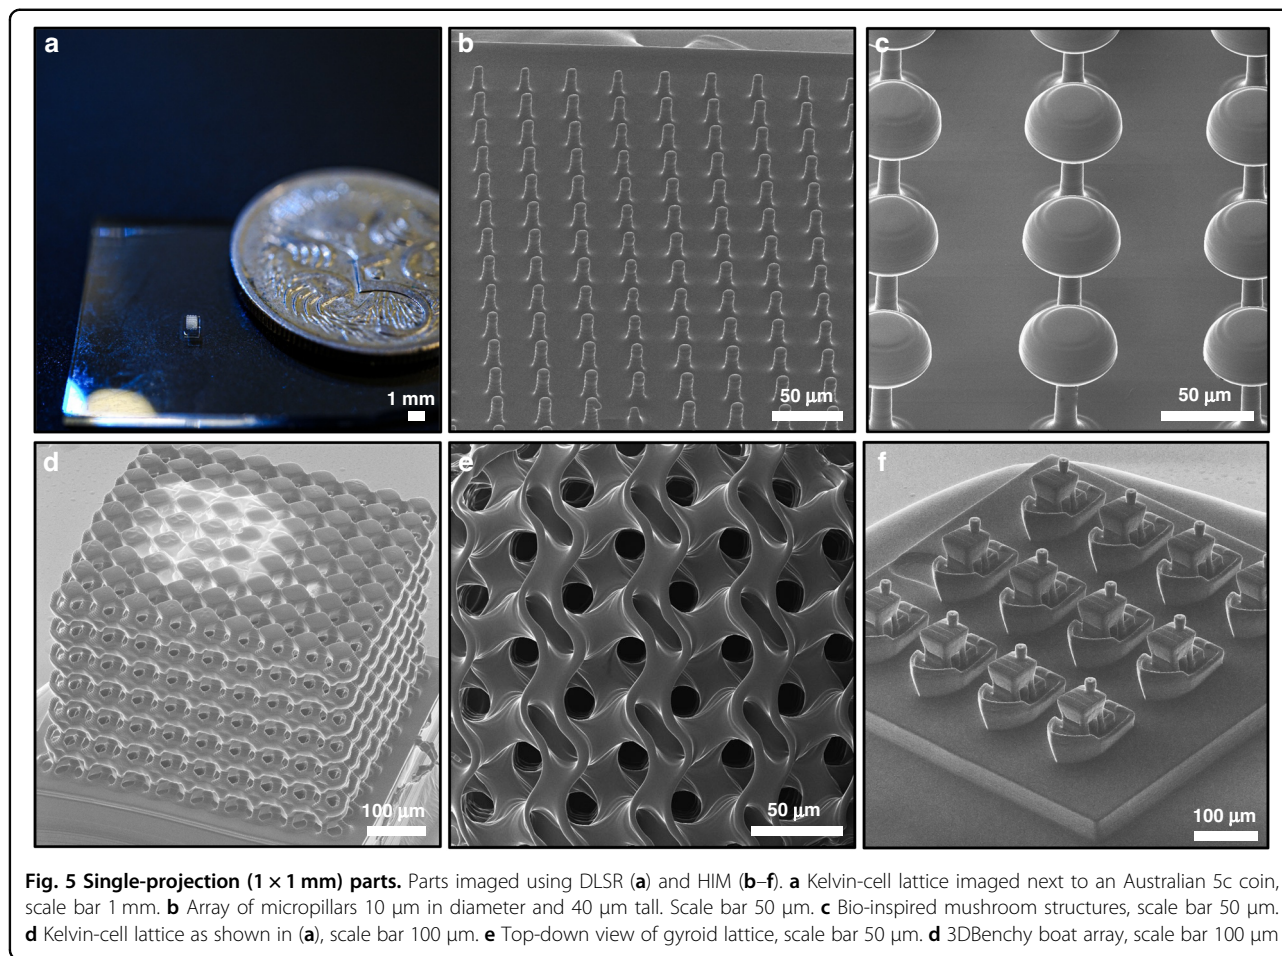 a
b
c
1 mm
50 µm
50 µm
d
e
f
100 µm
50 µm
100 µm
Fig. 5 Single-projection (1 × 1 mm) parts. Parts imaged using DLSR (a) and HIM (b–f). a Kelvin-cell lattice imaged next to an Australian 5c coin,
scale bar 1 mm. b Array of micropillars 10 µm in diameter and 40 µm tall. Scale bar 50 µm. c Bio-inspired mushroom structures, scale bar 50 µm.
d Kelvin-cell lattice as shown in (a), scale bar 100 µm. e Top-down view of gyroid lattice, scale bar 50 µm. d 3DBenchy boat array, scale bar 100 µm